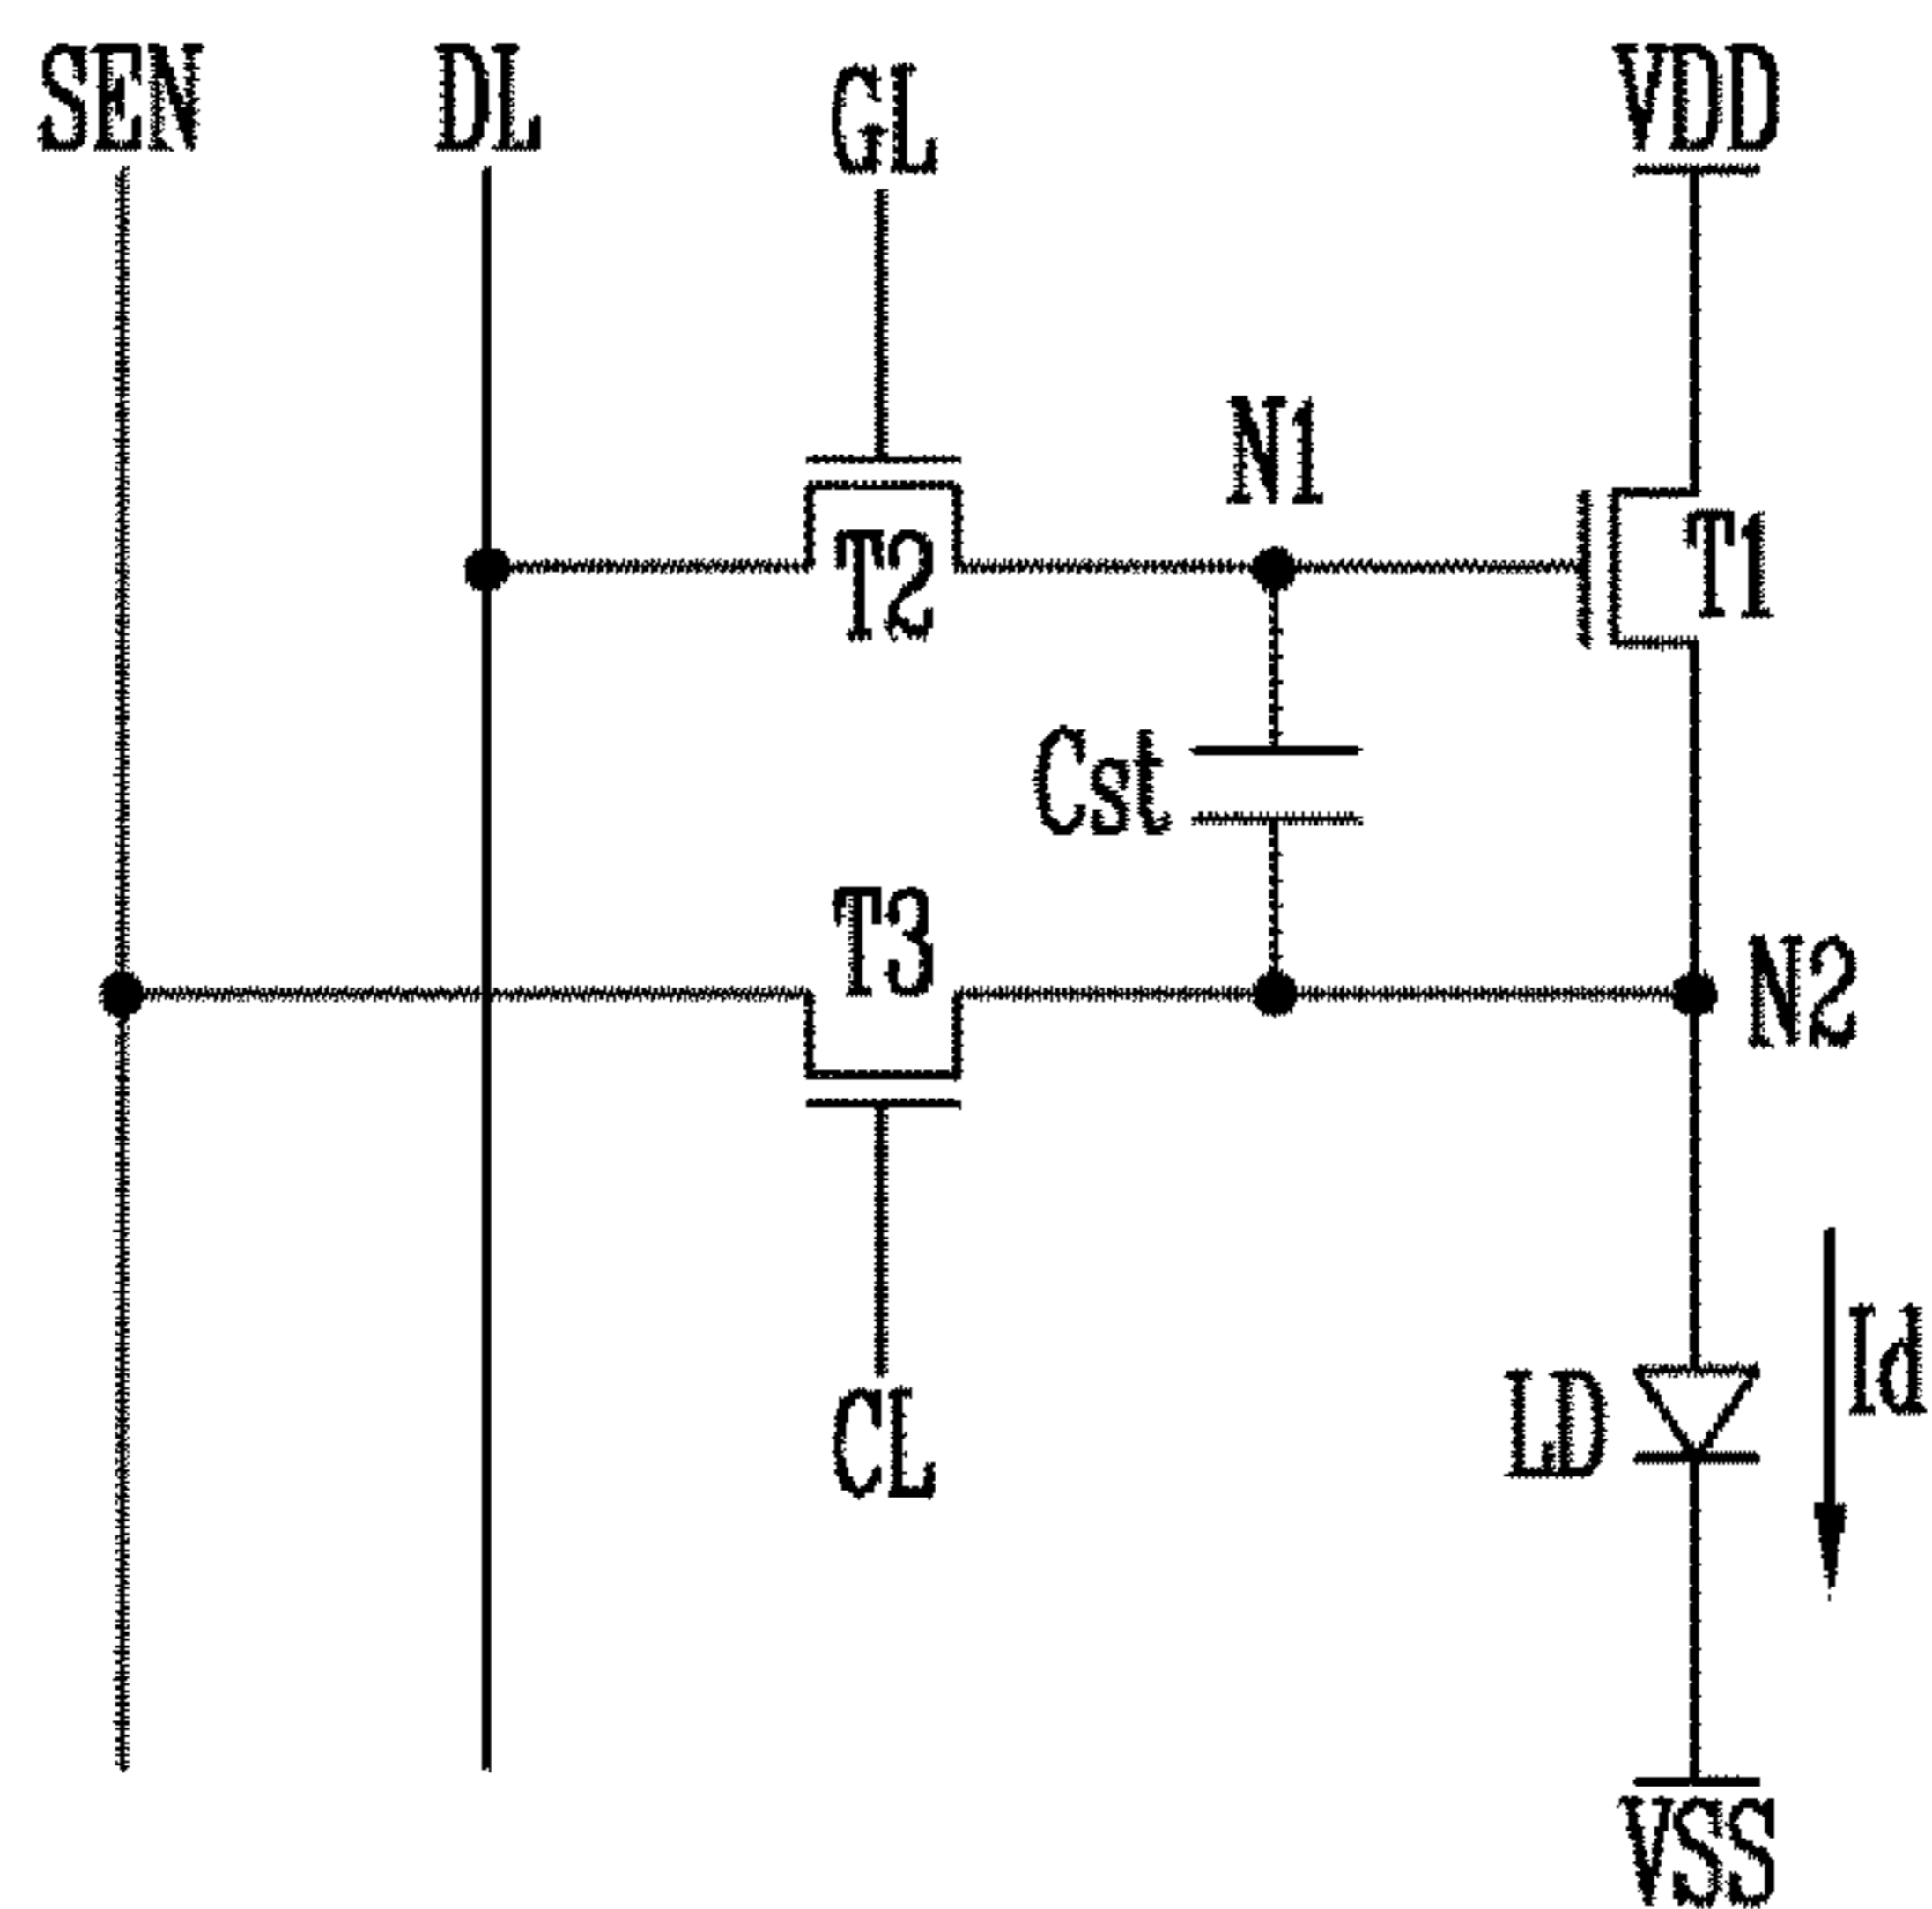 SEN DL GL VDD
N1
T2 T1
Cst
T3
N2
Id
LD
CL
VSS